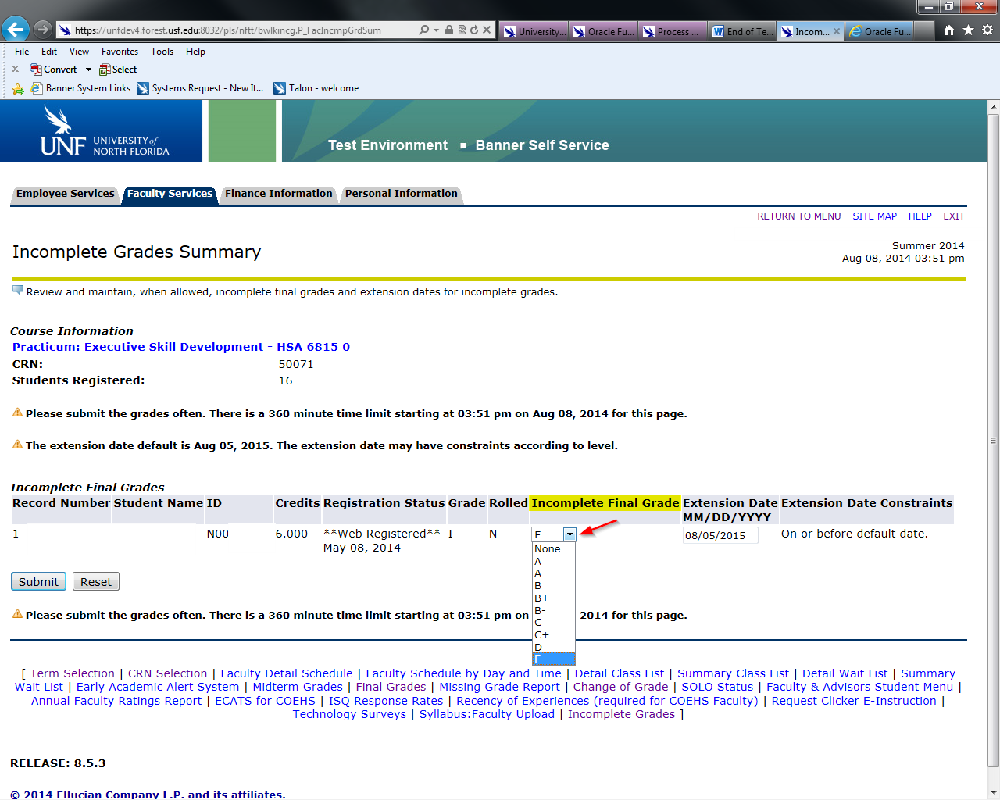 https://unfdev4.forest.usf.edu:8032/pls/nftt/bwlkincg.P_FacIncmpGrdSum
University...
Oracle Fu...
Process ...
End of Te...
Incom...
Oracle Fu...
File Edit View Favorites Tools Help
Convert Select
Banner System Links Systems Request - New It... Talon - welcome
UNF UNIVERSITY of NORTH FLORIDA
Test Environment ▪ Banner Self Service
Employee Services Faculty Services Finance Information Personal Information
RETURN TO MENU SITE MAP HELP EXIT
Incomplete Grades Summary
Summer 2014
Aug 08, 2014 03:51 pm
Review and maintain, when allowed, incomplete final grades and extension dates for incomplete grades.
Course Information
Practicum: Executive Skill Development - HSA 6815 0
CRN: 50071
Students Registered: 16
Please submit the grades often. There is a 360 minute time limit starting at 03:51 pm on Aug 08, 2014 for this page.
The extension date default is Aug 05, 2015. The extension date may have constraints according to level.
Incomplete Final Grades
Record Number Student Name ID Credits Registration Status Grade Rolled Incomplete Final Grade Extension Date MM/DD/YYYY Extension Date Constraints
1 N00 6.000 **Web Registered** May 08, 2014 I N F 08/05/2015 On or before default date.
None
A
A-
B
B+
B-
C
C+
D
F
Submit Reset
Please submit the grades often. There is a 360 minute time limit starting at 03:51 pm on 2014 for this page.
[ Term Selection | CRN Selection | Faculty Detail Schedule | Faculty Schedule by Day and Time | Detail Class List | Summary Class List | Detail Wait List | Summary
Wait List | Early Academic Alert System | Midterm Grades | Final Grades | Missing Grade Report | Change of Grade | SOLO Status | Faculty & Advisors Student Menu |
Annual Faculty Ratings Report | ECATS for COEHS | ISQ Response Rates | Recency of Experiences (required for COEHS Faculty) | Request Clicker E-Instruction |
Technology Surveys | Syllabus:Faculty Upload | Incomplete Grades ]
RELEASE: 8.5.3
© 2014 Ellucian Company L.P. and its affiliates.